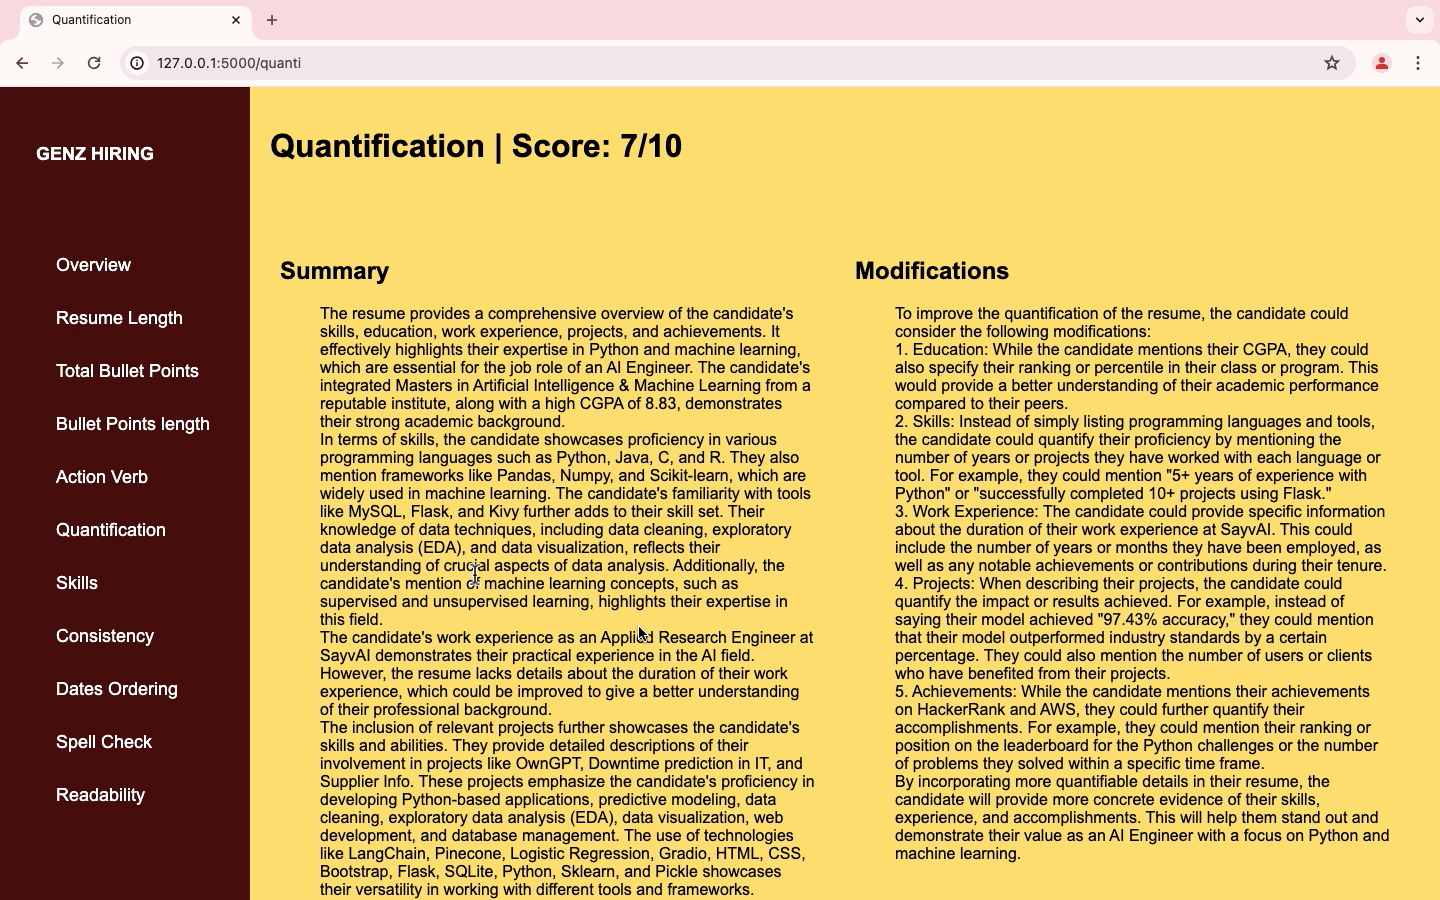 Quantification
127.0.0.1:5000/quanti
GENZ HIRING
Overview
Resume Length
Total Bullet Points
Bullet Points length
Action Verb
Quantification
Skills
Consistency
Dates Ordering
Spell Check
Readability
Quantification | Score: 7/10
Summary
The resume provides a comprehensive overview of the candidate's
skills, education, work experience, projects, and achievements. It
effectively highlights their expertise in Python and machine learning,
which are essential for the job role of an AI Engineer. The candidate's
integrated Masters in Artificial Intelligence & Machine Learning from a
reputable institute, along with a high CGPA of 8.83, demonstrates
their strong academic background.
In terms of skills, the candidate showcases proficiency in various
programming languages such as Python, Java, C, and R. They also
mention frameworks like Pandas, Numpy, and Scikit-learn, which are
widely used in machine learning. The candidate's familiarity with tools
like MySQL, Flask, and Kivy further adds to their skill set. Their
knowledge of data techniques, including data cleaning, exploratory
data analysis (EDA), and data visualization, reflects their
understanding of crucial aspects of data analysis. Additionally, the
candidate's mention of machine learning concepts, such as
supervised and unsupervised learning, highlights their expertise in
this field.
The candidate's work experience as an Applied Research Engineer at
SayvAI demonstrates their practical experience in the AI field.
However, the resume lacks details about the duration of their work
experience, which could be improved to give a better understanding
of their professional background.
The inclusion of relevant projects further showcases the candidate's
skills and abilities. They provide detailed descriptions of their
involvement in projects like OwnGPT, Downtime prediction in IT, and
Supplier Info. These projects emphasize the candidate's proficiency in
developing Python-based applications, predictive modeling, data
cleaning, exploratory data analysis (EDA), data visualization, web
development, and database management. The use of technologies
like LangChain, Pinecone, Logistic Regression, Gradio, HTML, CSS,
Bootstrap, Flask, SQLite, Python, Sklearn, and Pickle showcases
their versatility in working with different tools and frameworks.
Modifications
To improve the quantification of the resume, the candidate could
consider the following modifications:
1. Education: While the candidate mentions their CGPA, they could
also specify their ranking or percentile in their class or program. This
would provide a better understanding of their academic performance
compared to their peers.
2. Skills: Instead of simply listing programming languages and tools,
the candidate could quantify their proficiency by mentioning the
number of years or projects they have worked with each language or
tool. For example, they could mention "5+ years of experience with
Python" or "successfully completed 10+ projects using Flask."
3. Work Experience: The candidate could provide specific information
about the duration of their work experience at SayvAI. This could
include the number of years or months they have been employed, as
well as any notable achievements or contributions during their tenure.
4. Projects: When describing their projects, the candidate could
quantify the impact or results achieved. For example, instead of
saying their model achieved "97.43% accuracy," they could mention
that their model outperformed industry standards by a certain
percentage. They could also mention the number of users or clients
who have benefited from their projects.
5. Achievements: While the candidate mentions their achievements
on HackerRank and AWS, they could further quantify their
accomplishments. For example, they could mention their ranking or
position on the leaderboard for the Python challenges or the number
of problems they solved within a specific time frame.
By incorporating more quantifiable details in their resume, the
candidate will provide more concrete evidence of their skills,
experience, and accomplishments. This will help them stand out and
demonstrate their value as an AI Engineer with a focus on Python and
machine learning.